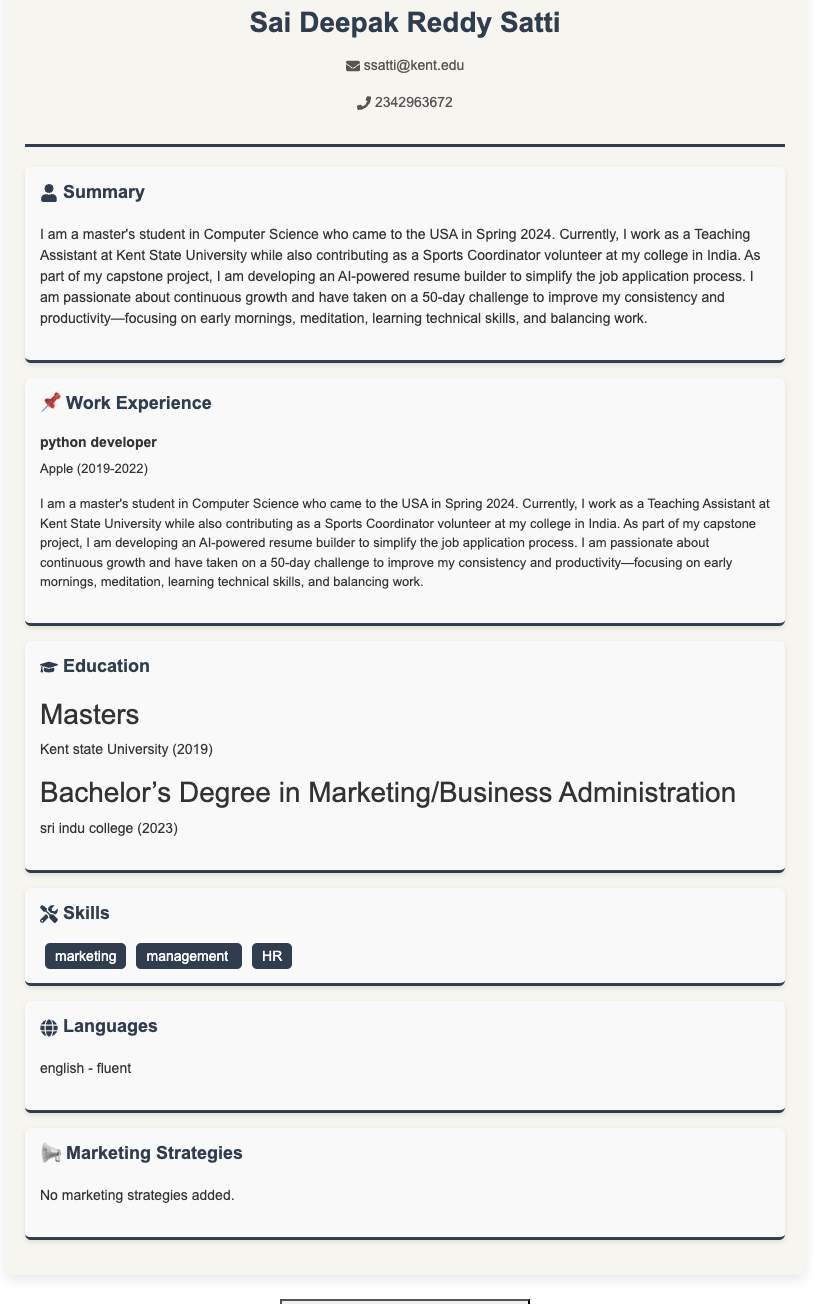 Sai Deepak Reddy Satti
ssatti@kent.edu
2342963672
Summary
I am a master's student in Computer Science who came to the USA in Spring 2024. Currently, I work as a Teaching
Assistant at Kent State University while also contributing as a Sports Coordinator volunteer at my college in India. As
part of my capstone project, I am developing an AI-powered resume builder to simplify the job application process. I
am passionate about continuous growth and have taken on a 50-day challenge to improve my consistency and
productivity—focusing on early mornings, meditation, learning technical skills, and balancing work.
Work Experience
python developer
Apple (2019-2022)
I am a master's student in Computer Science who came to the USA in Spring 2024. Currently, I work as a Teaching Assistant at
Kent State University while also contributing as a Sports Coordinator volunteer at my college in India. As part of my capstone
project, I am developing an AI-powered resume builder to simplify the job application process. I am passionate about
continuous growth and have taken on a 50-day challenge to improve my consistency and productivity—focusing on early
mornings, meditation, learning technical skills, and balancing work.
Education
Masters
Kent state University (2019)
Bachelor’s Degree in Marketing/Business Administration
sri indu college (2023)
Skills
marketing management HR
Languages
english - fluent
Marketing Strategies
No marketing strategies added.